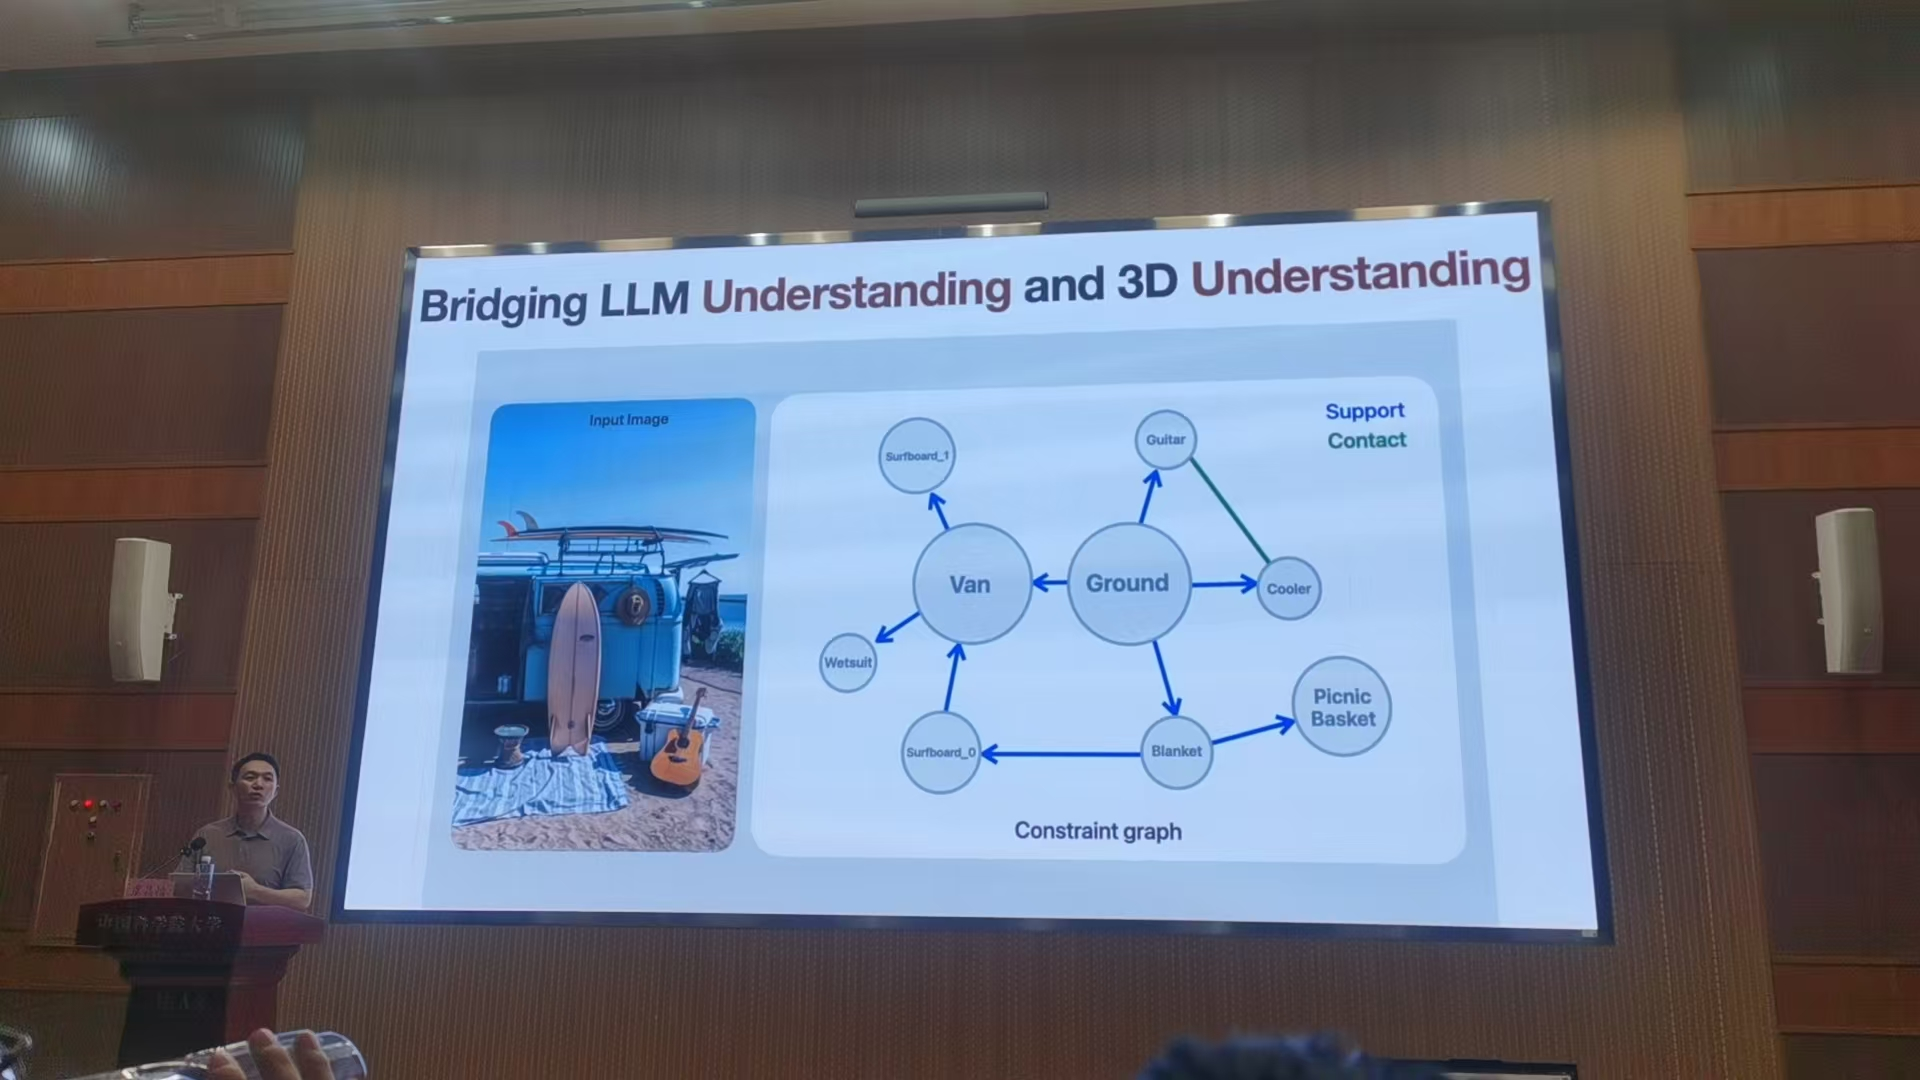 Bridging LLM Understanding and 3D Understanding
Input Image
Support
Contact
Surfboard_1
Guitar
Van
Ground
Cooler
Wetsuit
Picnic
Basket
Surfboard_0
Blanket
Constraint graph
中国科学院大学